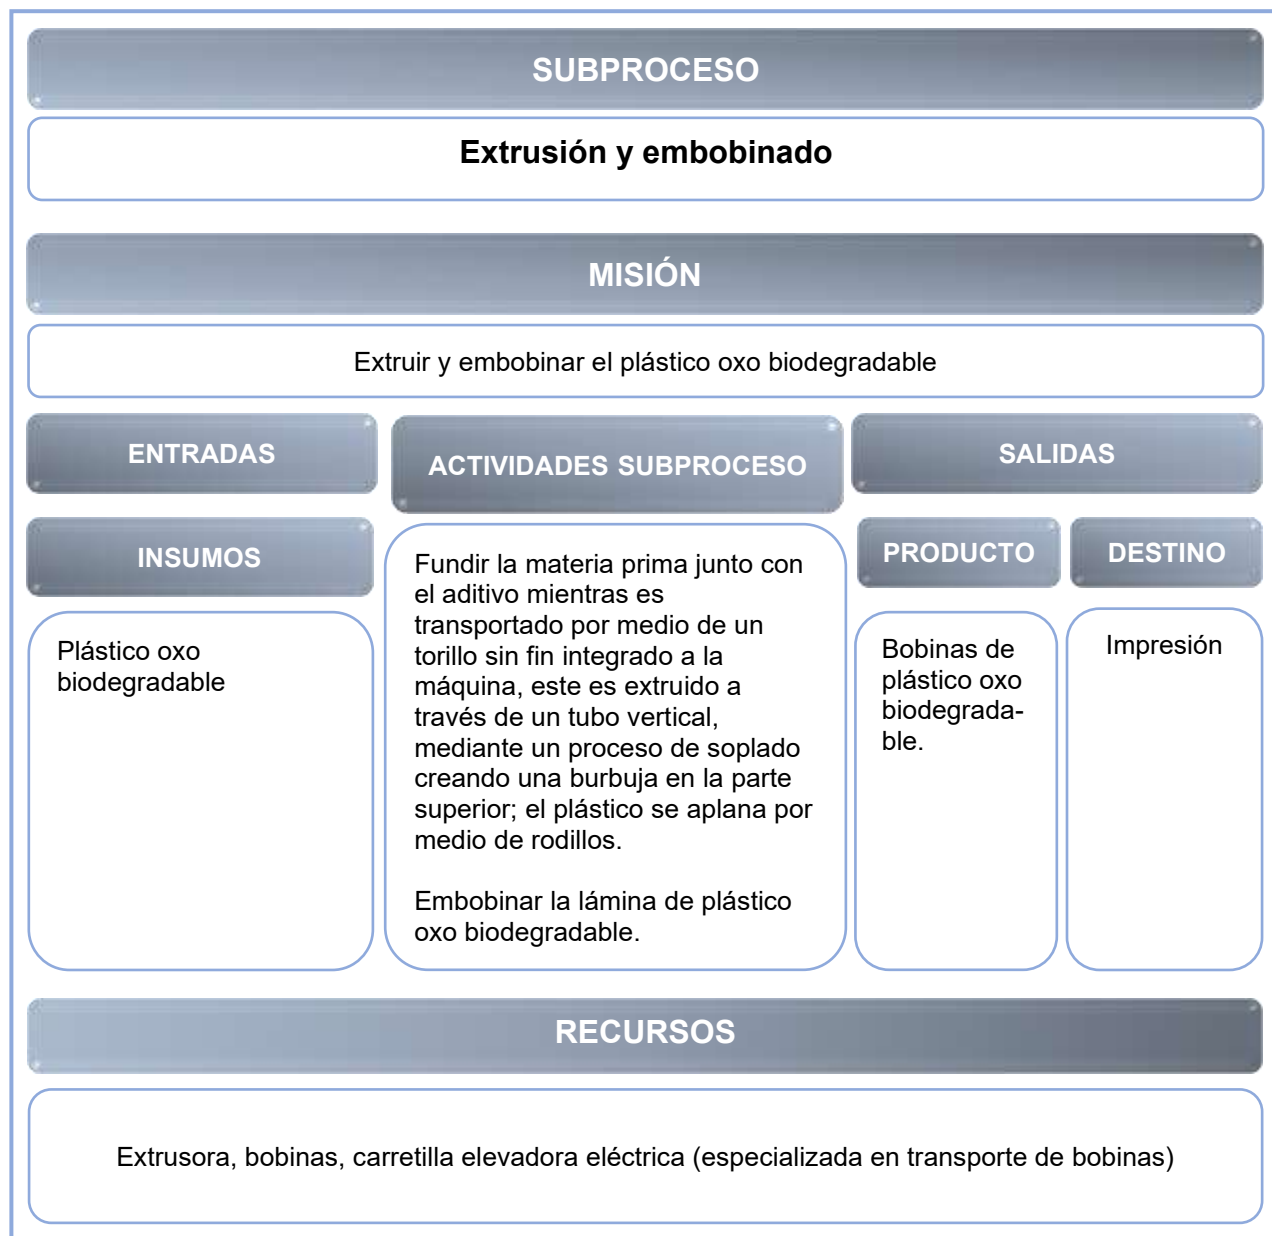 SUBPROCESO
Extrusión y embobinado
MISIÓN
Extruir y embobinar el plástico oxo biodegradable
ENTRADAS
ACTIVIDADES SUBPROCESO
SALIDAS
INSUMOS
PRODUCTO
DESTINO
Plástico oxo
biodegradable
Fundir la materia prima junto con
el aditivo mientras es
transportado por medio de un
torillo sin fin integrado a la
máquina, este es extruido a
través de un tubo vertical,
mediante un proceso de soplado
creando una burbuja en la parte
superior; el plástico se aplana por
medio de rodillos.
Embobinar la lámina de plástico
oxo biodegradable.
Bobinas de
plástico oxo
biodegrada-
ble.
Impresión
RECURSOS
Extrusora, bobinas, carretilla elevadora eléctrica (especializada en transporte de bobinas)